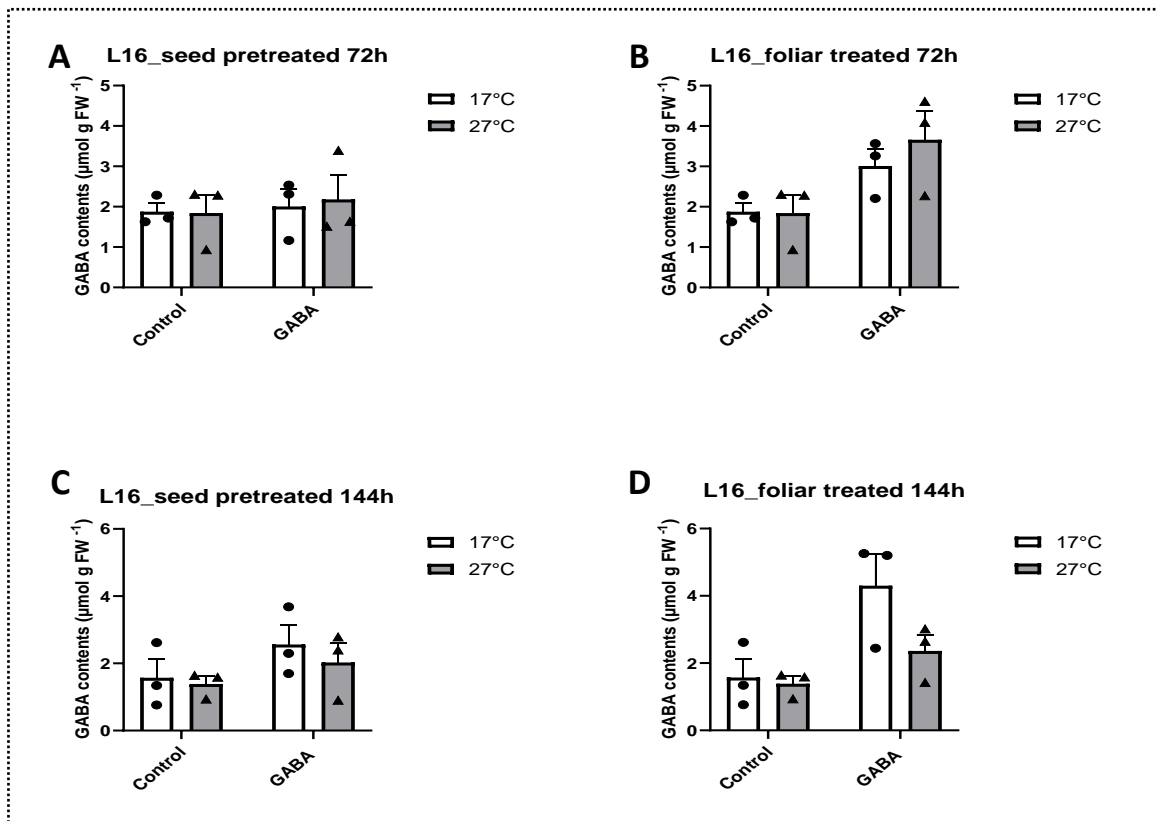 A
L16_seed pretreated 72h
GABA contents (µmol g FW ⁻¹)
5
4
3
2
1
0
Control
GABA
17°C
27°C
B
L16_foliar treated 72h
GABA contents (µmol g FW ⁻¹)
5
4
3
2
1
0
Control
GABA
17°C
27°C
C
L16_seed pretreated 144h
GABA contents (µmol g FW ⁻¹)
6
4
2
0
Control
GABA
17°C
27°C
D
L16_foliar treated 144h
GABA contents (µmol g FW ⁻¹)
6
4
2
0
Control
GABA
17°C
27°C